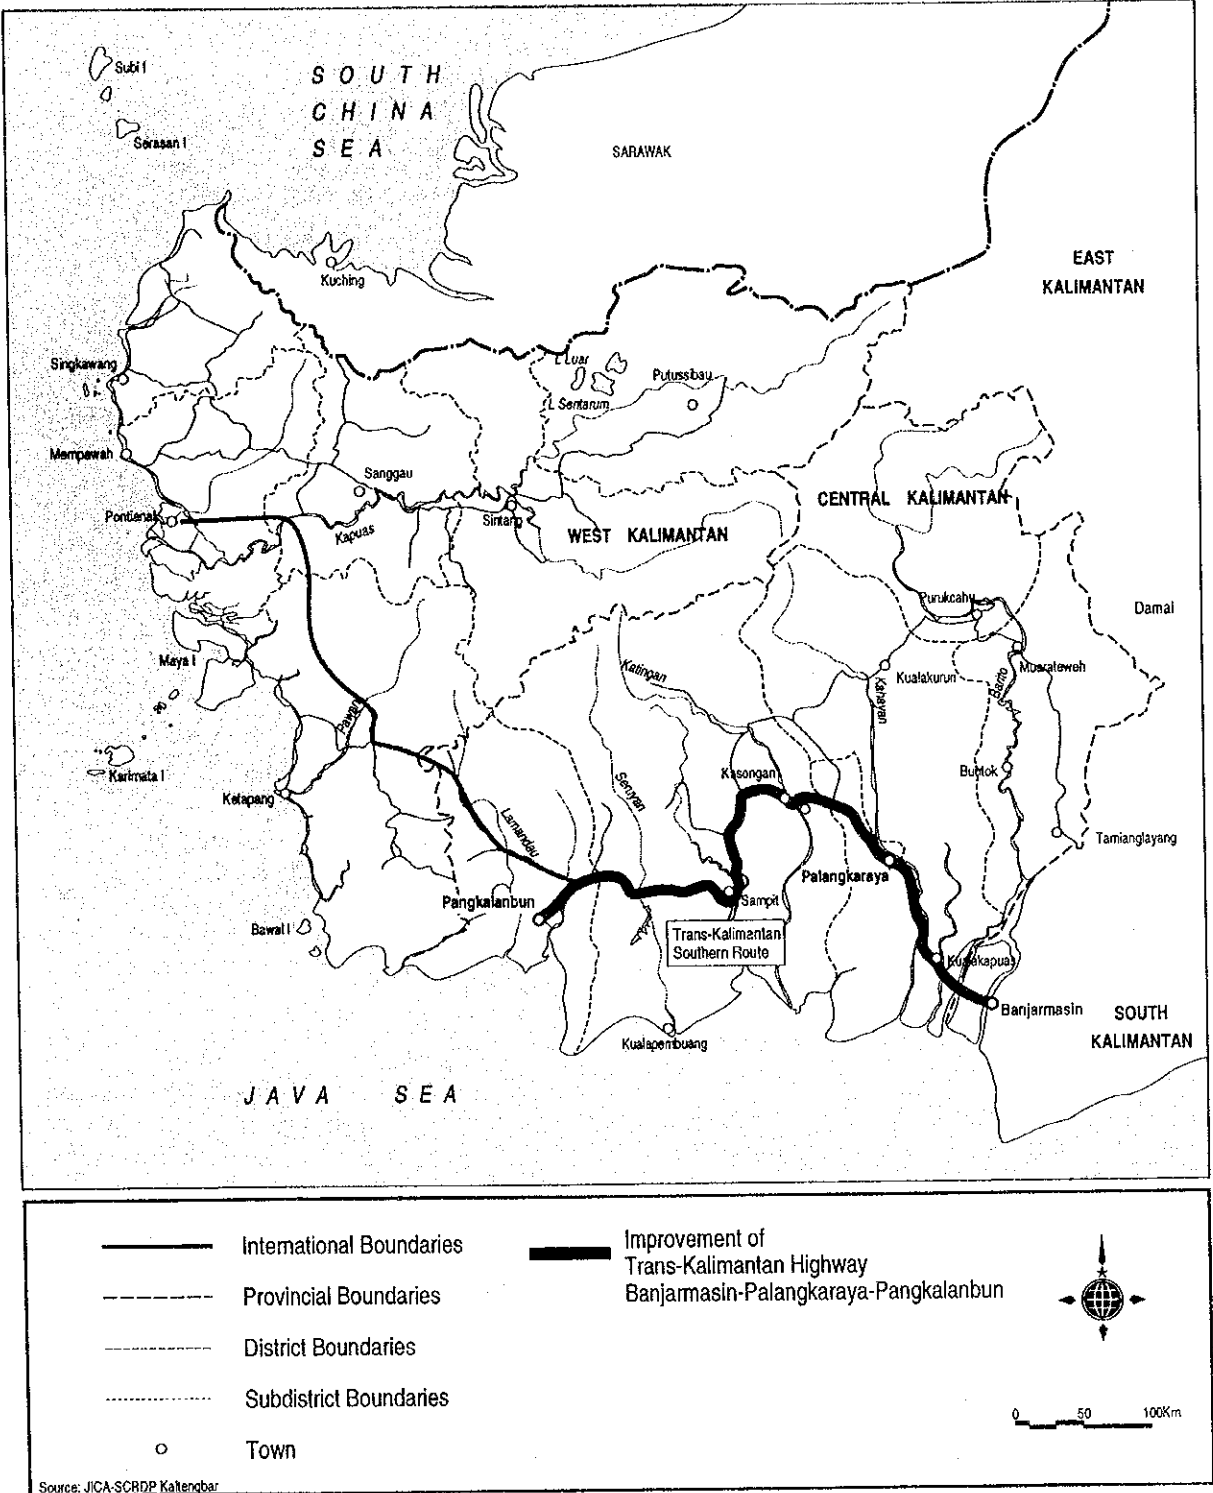 Subi I
SOUTH
CHINA
SEA
Serasan I
SARAWAK
Kuching
EAST
KALIMANTAN
Singkawang
L Luar
Putussibau
L Sentarum
Mempawah
Sanggau
CENTRAL KALIMANTAN
Pontianak
Sintang
Kapuas
WEST KALIMANTAN
Purukcahu
Damai
Maya I
Katingan
Kualakurun
Muarateweh
Kahayan
Barito
Pawan
Karimata I
Ketapang
Kasongan
Buntok
Seruyan
Lamandau
Tamianglayang
Palangkaraya
Pangkalanbun
Sampit
Bawal I
Trans-Kalimantan
Southern Route
Kualakapuas
Banjarmasin
SOUTH
KALIMANTAN
Kualapembuang
JAVA SEA
International Boundaries
Provincial Boundaries
District Boundaries
Subdistrict Boundaries
Town
Improvement of
Trans-Kalimantan Highway
Banjarmasin-Palangkaraya-Pangkalanbun
0 50 100Km
Source: JICA-SCRDP Kaltengbar